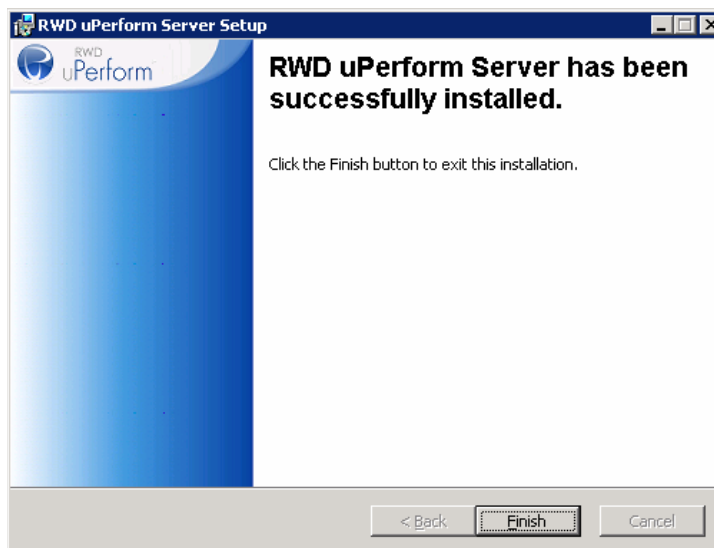 RWD uPerform Server Setup
RWD
uPerform
RWD uPerform Server has been
successfully installed.
Click the Finish button to exit this installation.
< Back
Finish
Cancel